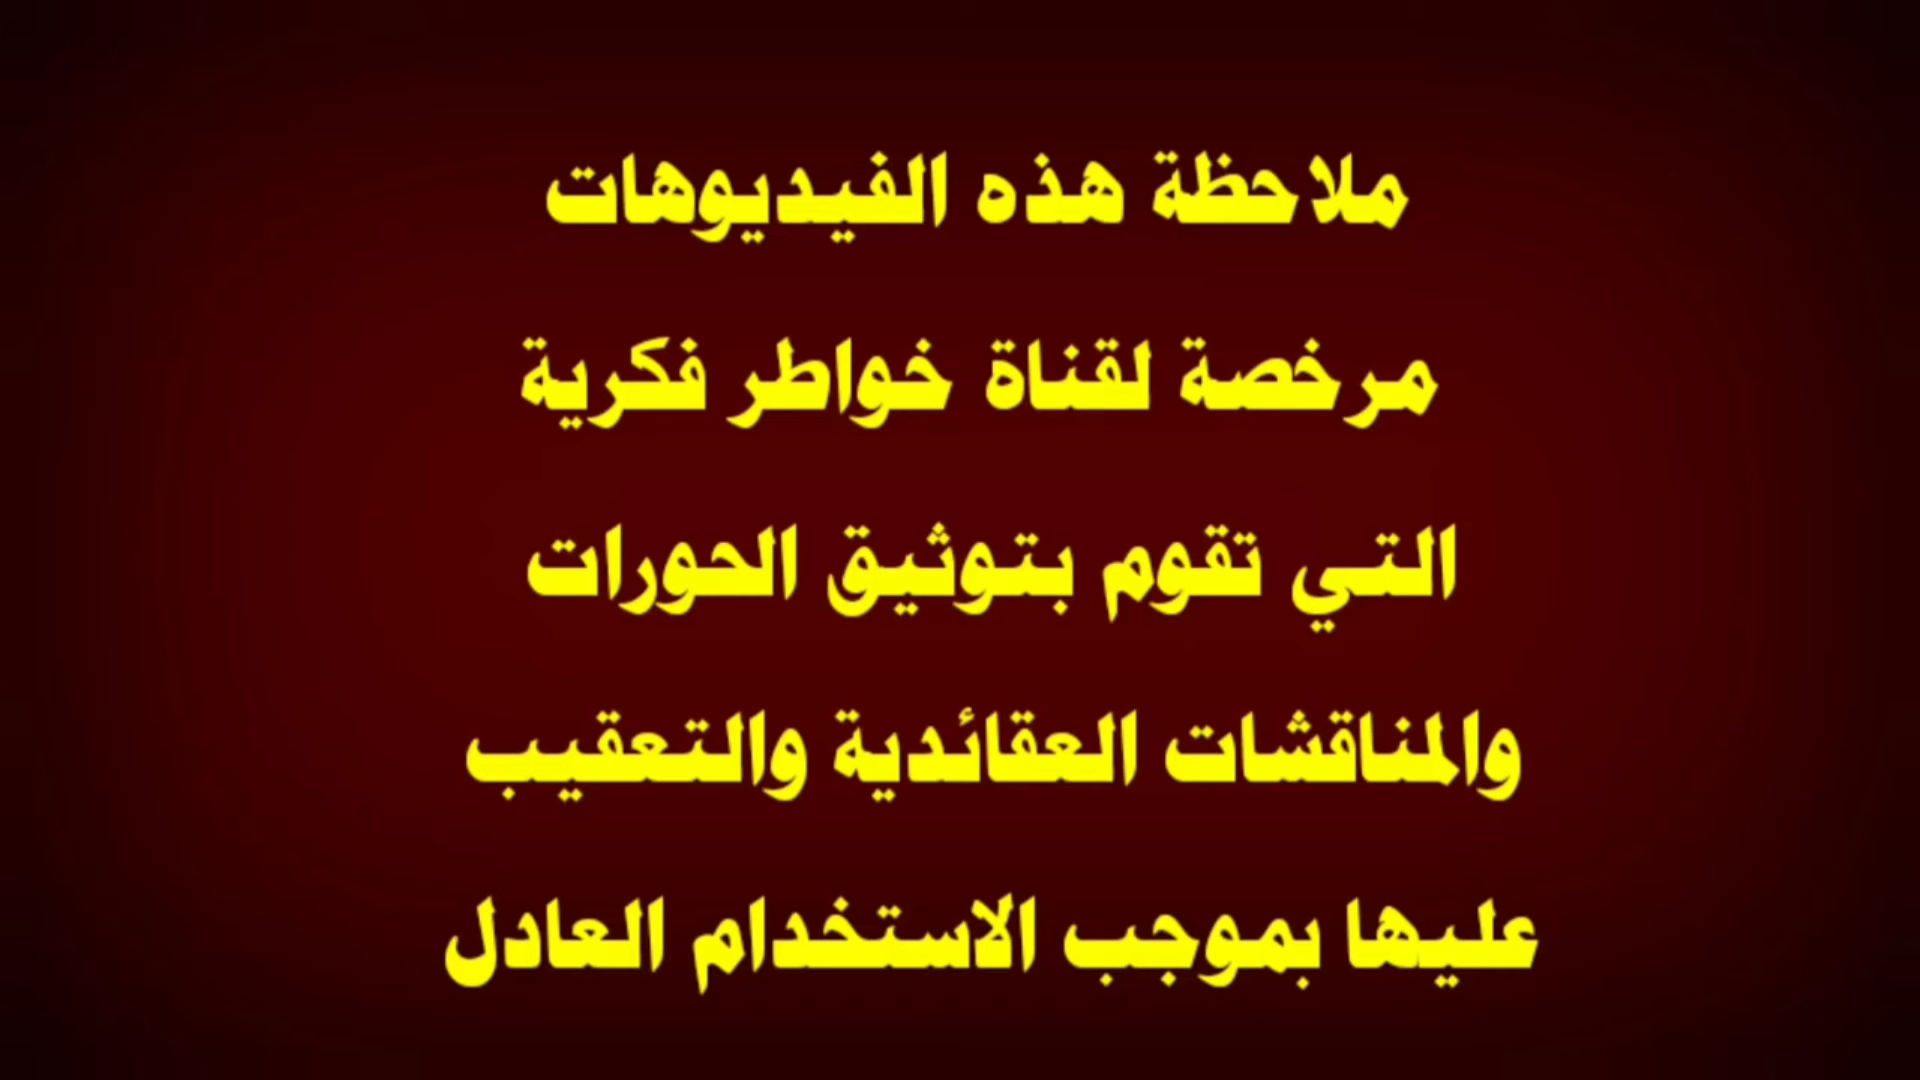 ملاحظة هذه الفيديوهات
مرخصة لقناة خواطر فكرية
التي تقوم بتوثيق الحورات
والمناقشات العقائدية والتعقيب
عليها بموجب الاستخدام العادل